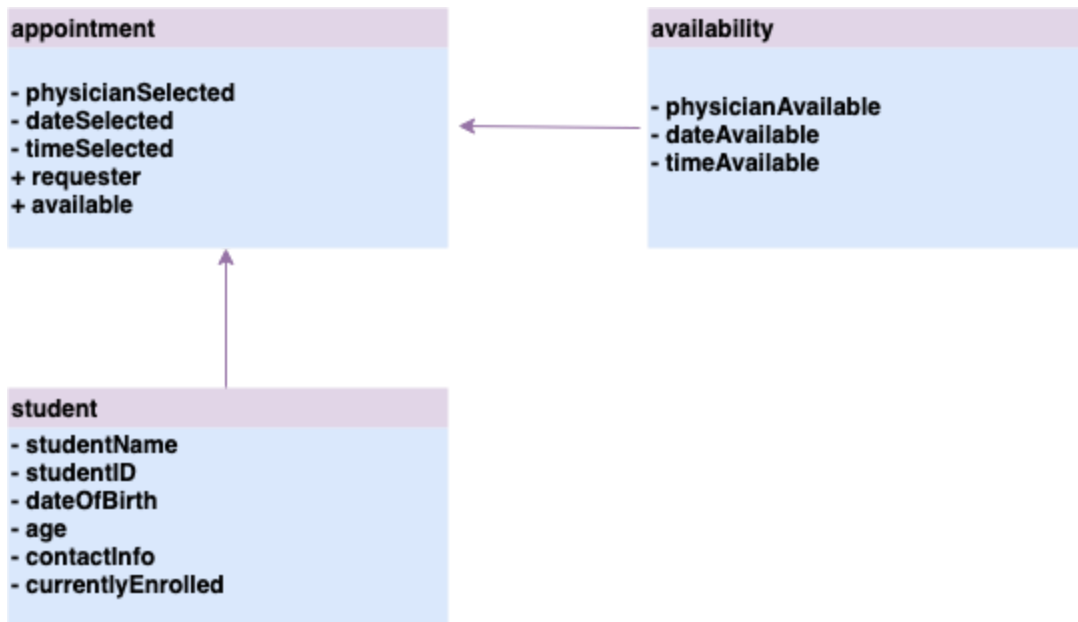 appointment
- physicianSelected
- dateSelected
- timeSelected
+ requester
+ available
availability
- physicianAvailable
- dateAvailable
- timeAvailable
student
- studentName
- studentID
- dateOfBirth
- age
- contactInfo
- currentlyEnrolled